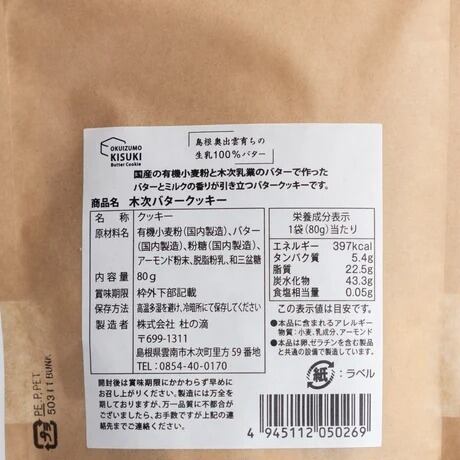 OKUIZUMO
KISUKI
Butter Cookie
島根奥出雲育ちの
生乳100%バター
国産の有機小麦粉と木次乳業のバターで作った
バターとミルクの香りが引き立つバタークッキーです。
商品名 木次バタークッキー
名 称 クッキー
原材料名 有機小麦粉(国内製造)、バター
(国内製造)、粉糖(国内製造)、
アーモンド粉末、脱脂粉乳、和三盆糖
内容量 80g
賞味期限 枠外下部記載
保存方法 高温多湿を避け、冷暗所にて保存してください
製造者 株式会社 杜の滴
〒699-1311
島根県雲南市木次町里方 59 番地
TEL:0854-40-0170
栄養成分表示
1袋(80g)当たり
エネルギー 397kcal
タンパク質 5.4g
脂質 22.5g
炭水化物 43.3g
食塩相当量 0.05g
この表示値は目安です。
●本品に含まれるアレルギー
物質:小麦、乳成分、アーモンド
●本品は卵、ゼラチンを含む製品
と共通の設備で製造しています。
紙 :ラベル
開封後は賞味期限にかかわらず早めに
お召し上がりください。製造には万全を
期しておりますが、万一品質に不都合が
ございましたら、お手数ですが上記の連絡
先までご連絡ください。
4 945112 050269
PE,P,PET
50311BUNK